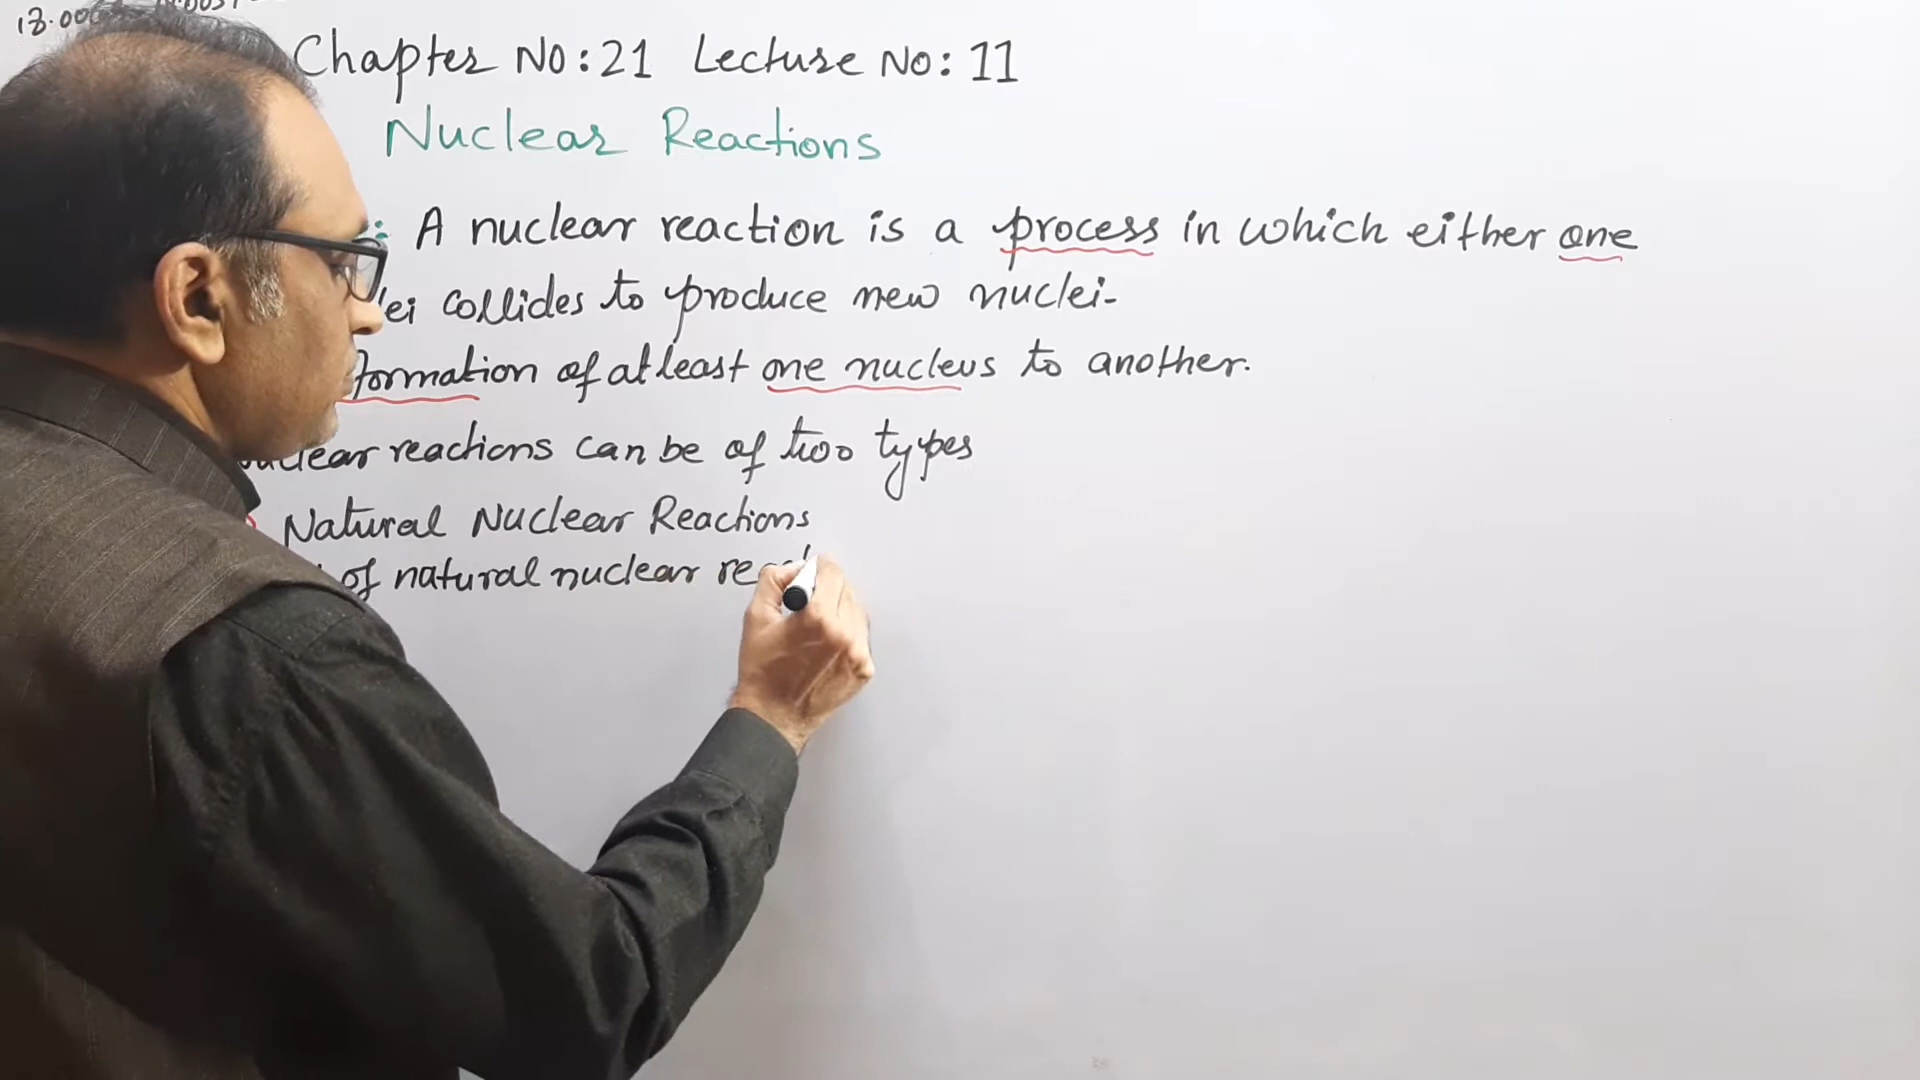 Chapter No:21 Lecture No: 11
Nuclear Reactions
: A nuclear reaction is a process in which either one
collides to produce new nuclei-
of atleast one nucleus to another.
reactions can be of two types
Natural Nuclear Reactions
of natural nuclear